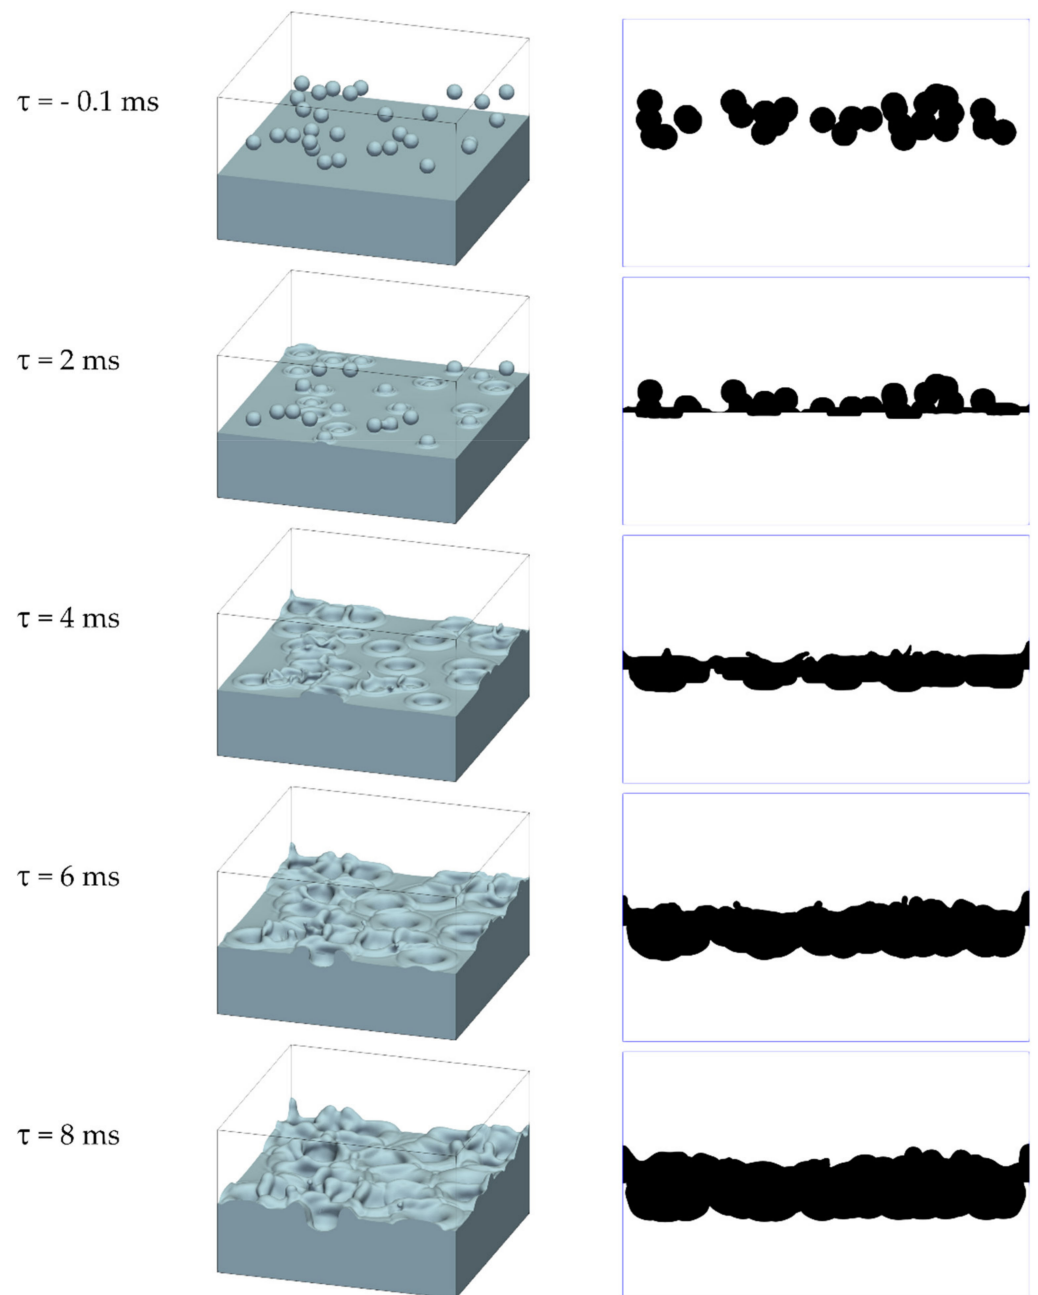 τ = - 0.1 ms
τ = 2 ms
τ = 4 ms
τ = 6 ms
τ = 8 ms